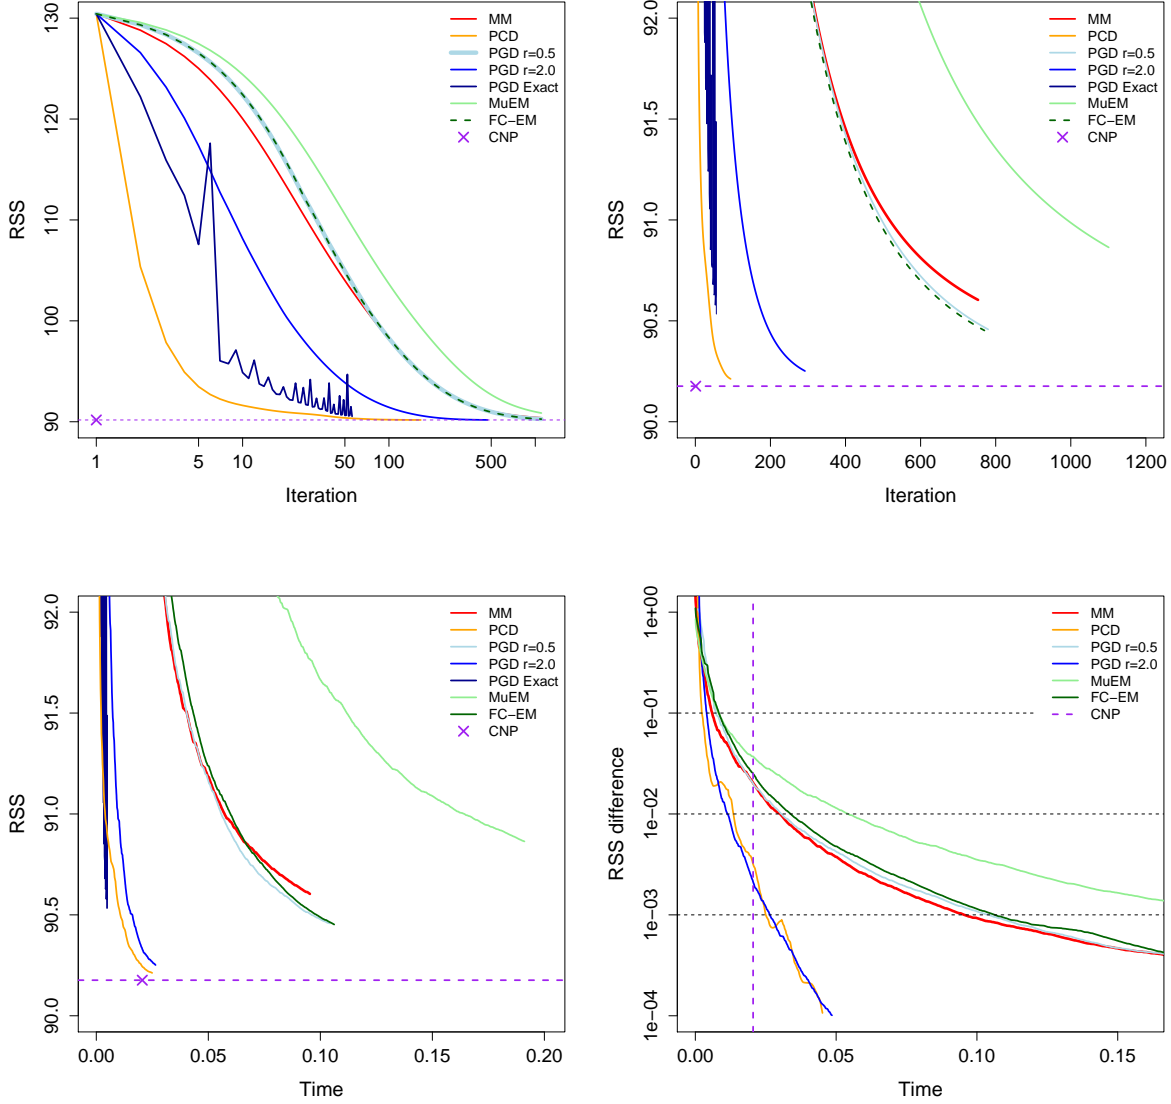 RSS
130
120
110
100
90
1
5
10
50
100
500
Iteration
MM
PCD
PGD r=0.5
PGD r=2.0
PGD Exact
MuEM
FC−EM
CNP
RSS
92.0
91.5
91.0
90.5
90.0
0
200
400
600
800
1000
1200
Iteration
MM
PCD
PGD r=0.5
PGD r=2.0
PGD Exact
MuEM
FC−EM
CNP
RSS
92.0
91.5
91.0
90.5
90.0
0.00
0.05
0.10
0.15
0.20
Time
MM
PCD
PGD r=0.5
PGD r=2.0
PGD Exact
MuEM
FC−EM
CNP
RSS difference
1e+00
1e−01
1e−02
1e−03
1e−04
0.00
0.05
0.10
0.15
Time
MM
PCD
PGD r=0.5
PGD r=2.0
MuEM
FC−EM
CNP